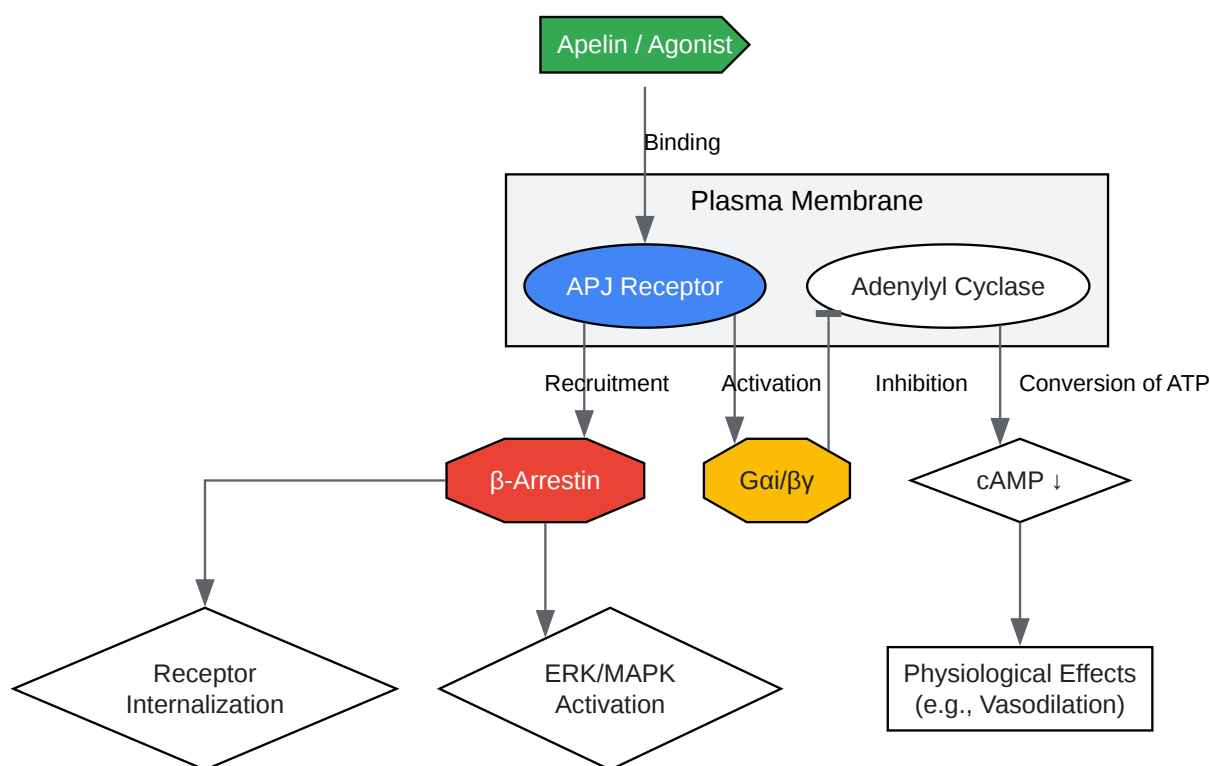 Apelin / Agonist
Binding
Plasma Membrane
APJ Receptor
Adenylyl Cyclase
Recruitment
Activation
Inhibition
Conversion of ATP
β-Arrestin
Gαi/βγ
cAMP ↓
Receptor
Internalization
ERK/MAPK
Activation
Physiological Effects
(e.g., Vasodilation)